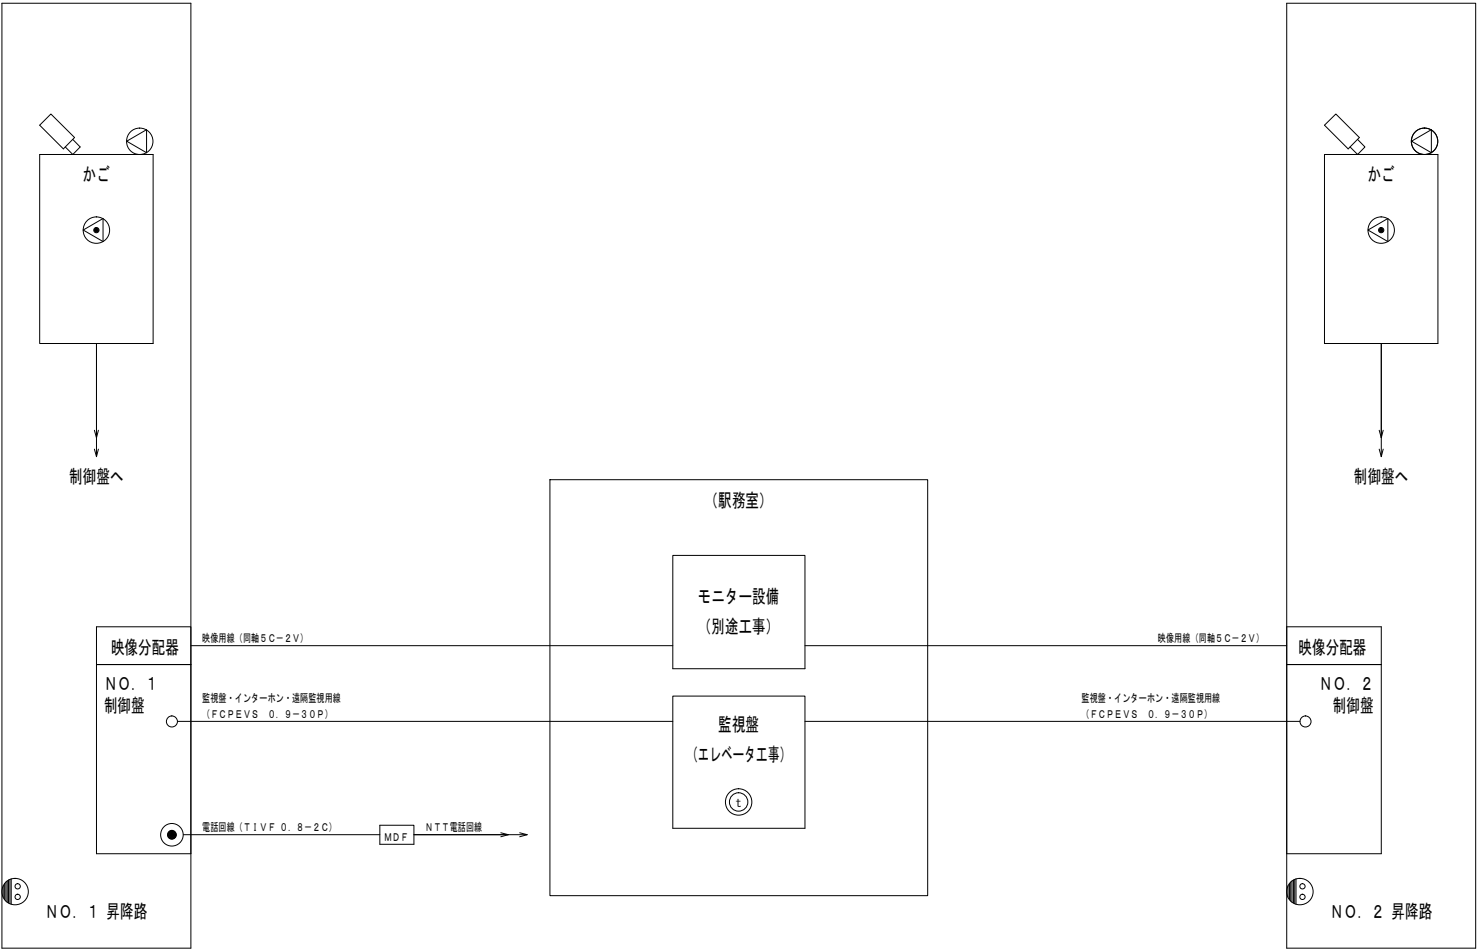 かご
制御盤へ
かご
制御盤へ
(駅務室)
モニター設備
(別途工事)
映像分配器
映像用線(同軸5C-2V)
映像用線(同軸5C-2V)
映像分配器
NO. 1
制御盤
監視盤・インターホン・遠隔監視用線
(FCPEVS 0.9-30P)
監視盤
(エレベータ工事)
t
監視盤・インターホン・遠隔監視用線
(FCPEVS 0.9-30P)
NO. 2
制御盤
電話回線(TIVF 0.8-2C)
MDF
NTT電話回線
NO. 1 昇降路
NO. 2 昇降路